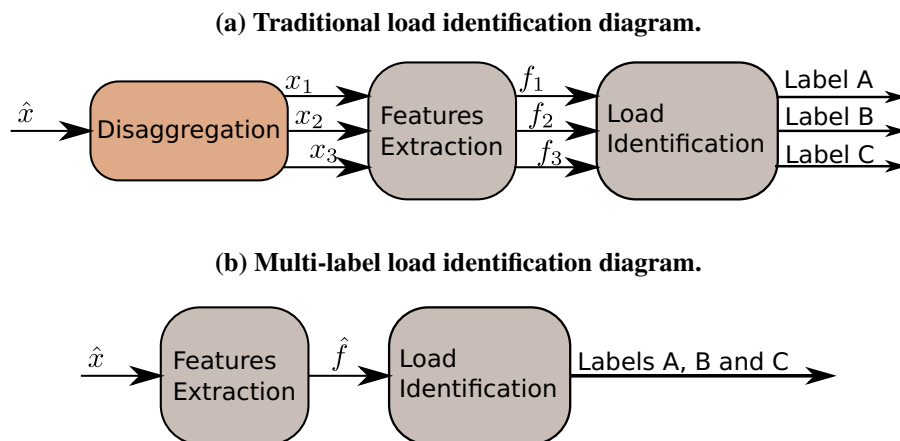 (a) Traditional load identification diagram.
x̂
Disaggregation
x₁
x₂
x₃
Features
Extraction
f₁
f₂
f₃
Load
Identification
Label A
Label B
Label C
(b) Multi-label load identification diagram.
x̂
Features
Extraction
f̂
Load
Identification
Labels A, B and C